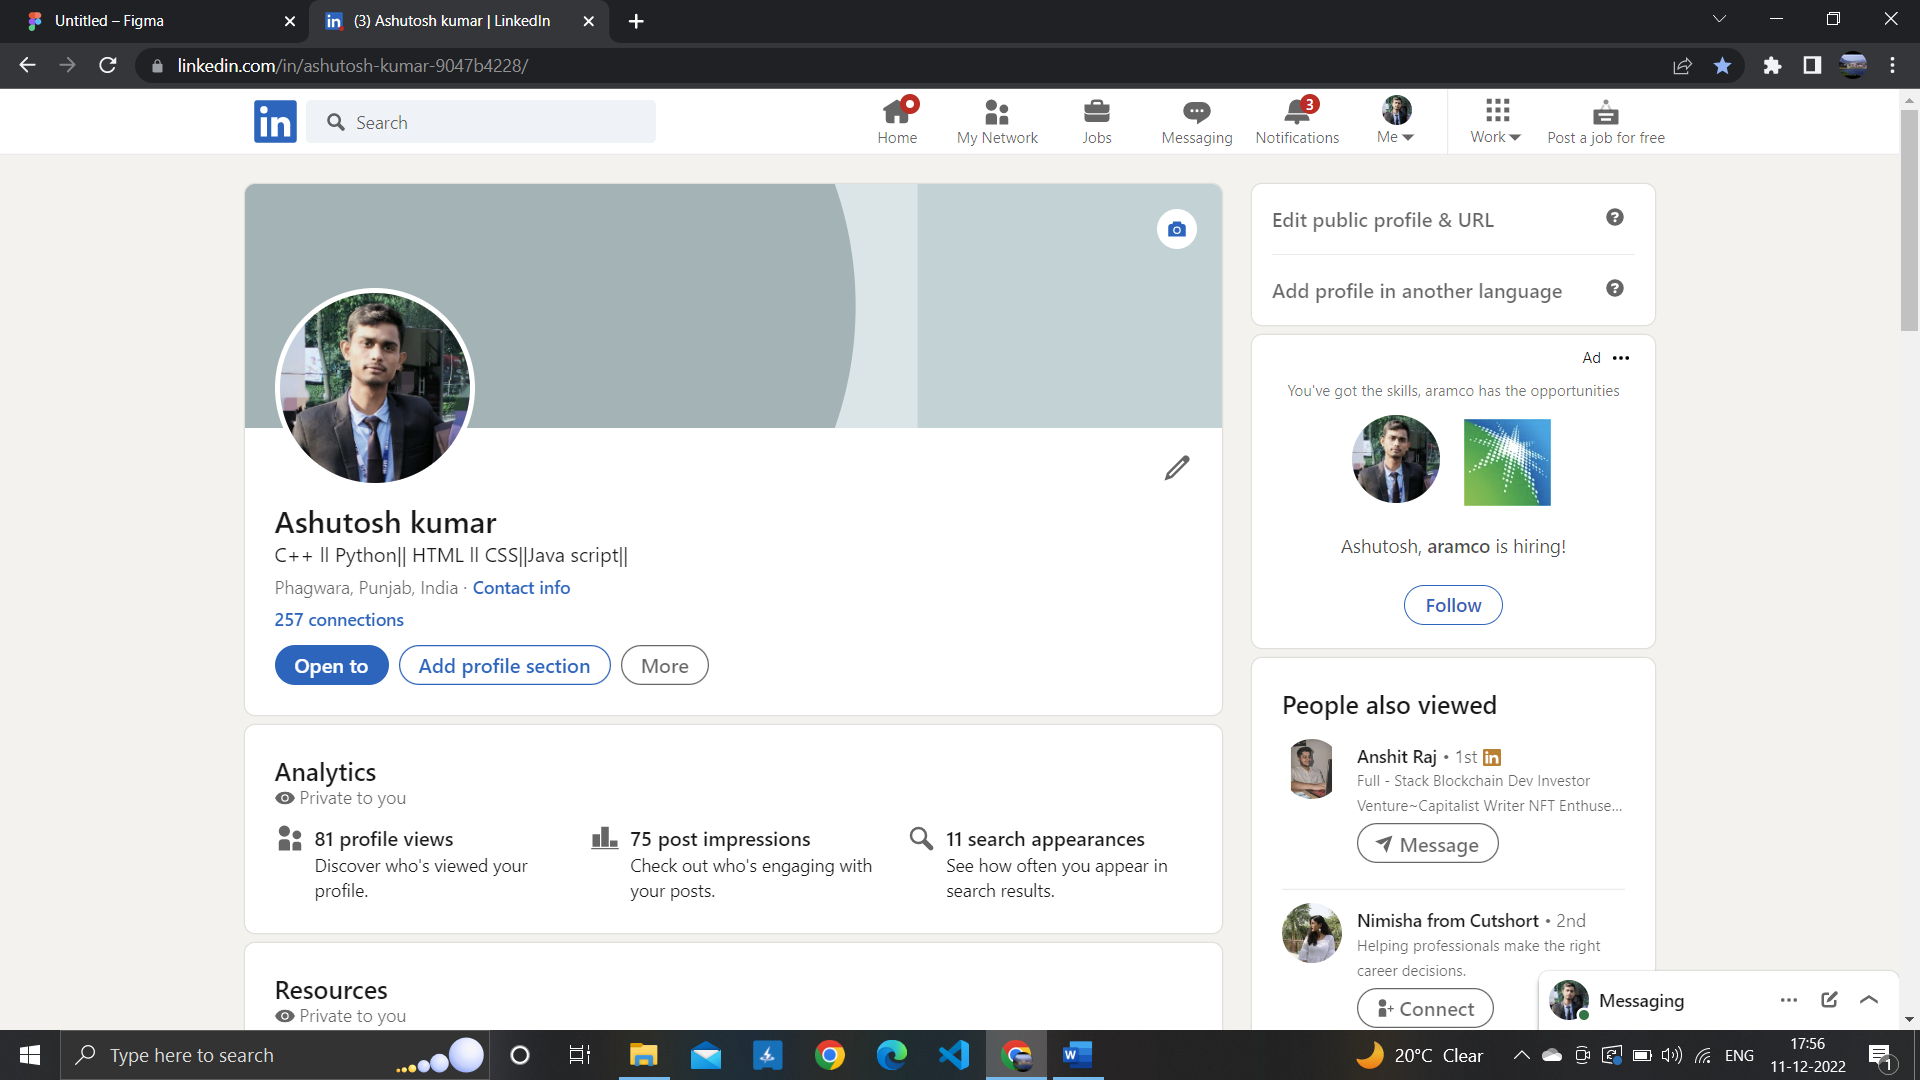 Untitled – Figma
(3) Ashutosh kumar | LinkedIn
linkedin.com/in/ashutosh-kumar-9047b4228/
in
Search
Home
My Network
Jobs
Messaging
3
Notifications
Me
Work
Post a job for free
Ashutosh kumar
C++ ll Python|| HTML ll CSS||Java script||
Phagwara, Punjab, India · Contact info
257 connections
Open to
Add profile section
More
Analytics
Private to you
81 profile views
Discover who's viewed your
profile.
75 post impressions
Check out who's engaging with
your posts.
11 search appearances
See how often you appear in
search results.
Resources
Private to you
Edit public profile & URL
Add profile in another language
Ad
You've got the skills, aramco has the opportunities
Ashutosh, aramco is hiring!
Follow
People also viewed
Anshit Raj • 1st in
Full - Stack Blockchain Dev Investor
Venture~Capitalist Writer NFT Enthuse...
Message
Nimisha from Cutshort • 2nd
Helping professionals make the right
career decisions.
Connect
Messaging
Type here to search
20°C Clear
ENG
17:56
11-12-2022
1